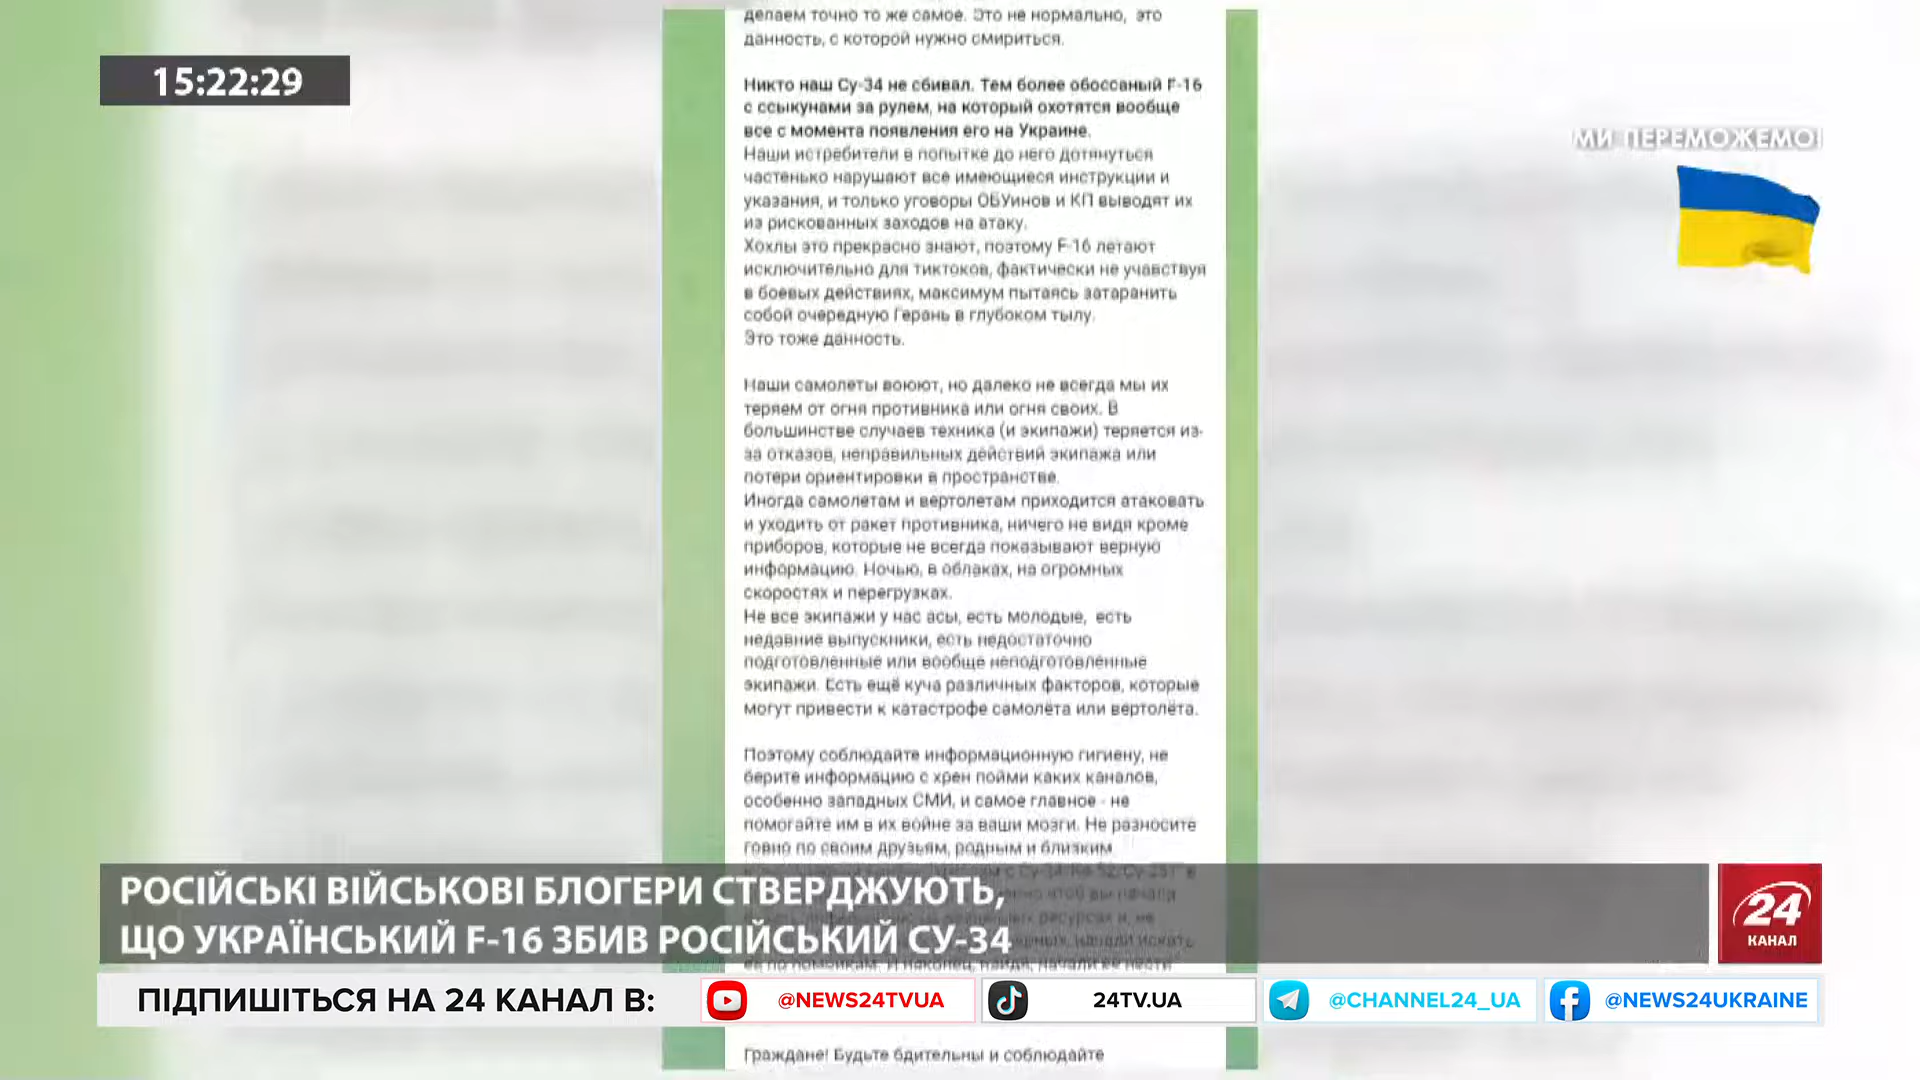 делаем точно то же самое. Это не нормально, это
данность, с которой нужно смириться.
15:22:29
Никто наш Су-34 не сбивал. Тем более обоссаный F-16
с ссыкунами за рулем, на который охотятся вообще
все с момента появления его на Украине.
Наши истребители в попытке до него дотянуться
частенько нарушают все имеющиеся инструкции и
указания, и только уговоры ОБУинов и КП выводят их
из рискованных заходов на атаку.
Хохлы это прекрасно знают, поэтому F-16 летают
исключительно для тиктоков, фактически не учавствуя
в боевых действиях, максимум пытаясь затаранить
собой очередную Герань в глубоком тылу.
Это тоже данность.
МИ ПЕРЕМОЖЕМО!
Наши самолеты воюют, но далеко не всегда мы их
теряем от огня противника или огня своих. В
большинстве случаев техника (и экипажи) теряется из-
за отказов, неправильных действий экипажа или
потери ориентировки в пространстве.
Иногда самолетам и вертолетам приходится атаковать
и уходить от ракет противника, ничего не видя кроме
приборов, которые не всегда показывают верную
информацию. Ночью, в облаках, на огромных
скоростях и перегрузках.
Не все экипажи у нас асы, есть молодые, есть
недавние выпускники, есть недостаточно
подготовленные или вообще неподготовленные
экипажи. Есть ещё куча различных факторов, которые
могут привести к катастрофе самолёта или вертолёта.
Поэтому соблюдайте информационную гигиену, не
берите информацию с хрен пойми каких каналов,
особенно западных СМИ, и самое главное - не
помогайте им в их войне за ваши мозги. Не разносите
говно по своим друзьям, родным и близким
РОСІЙСЬКІ ВІЙСЬКОВІ БЛОГЕРИ СТВЕРДЖУЮТЬ,
ЩО УКРАЇНСЬКИЙ F-16 ЗБИВ РОСІЙСЬКИЙ СУ-34
24
КАНАЛ
ПІДПИШІТЬСЯ НА 24 КАНАЛ В:
@NEWS24TVUA
24TV.UA
@CHANNEL24_UA
@NEWS24UKRAINE
Граждане! Будьте бдительны и соблюдайте